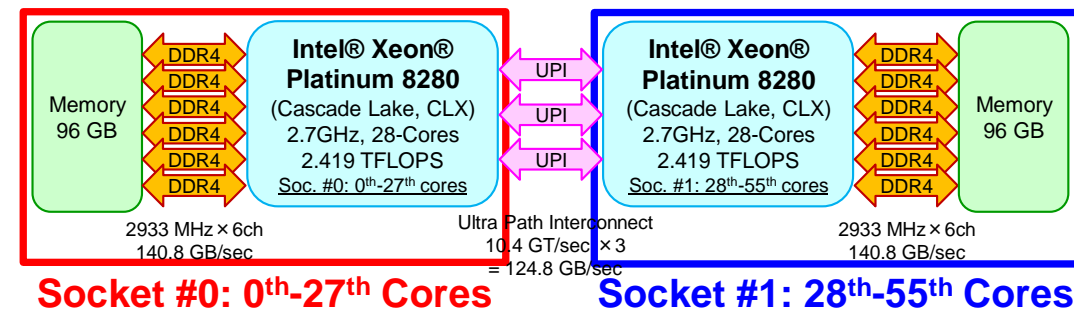 Memory
96 GB
DDR4
DDR4
DDR4
DDR4
DDR4
DDR4
Intel® Xeon®
Platinum 8280
(Cascade Lake, CLX)
2.7GHz, 28-Cores
2.419 TFLOPS
Soc. #0: 0th-27th cores
UPI
UPI
UPI
Intel® Xeon®
Platinum 8280
(Cascade Lake, CLX)
2.7GHz, 28-Cores
2.419 TFLOPS
Soc. #1: 28th-55th cores
DDR4
DDR4
DDR4
DDR4
DDR4
DDR4
Memory
96 GB
2933 MHz×6ch
140.8 GB/sec
Ultra Path Interconnect
10.4 GT/sec ×3
= 124.8 GB/sec
2933 MHz×6ch
140.8 GB/sec
Socket #0: 0th-27th Cores
Socket #1: 28th-55th Cores